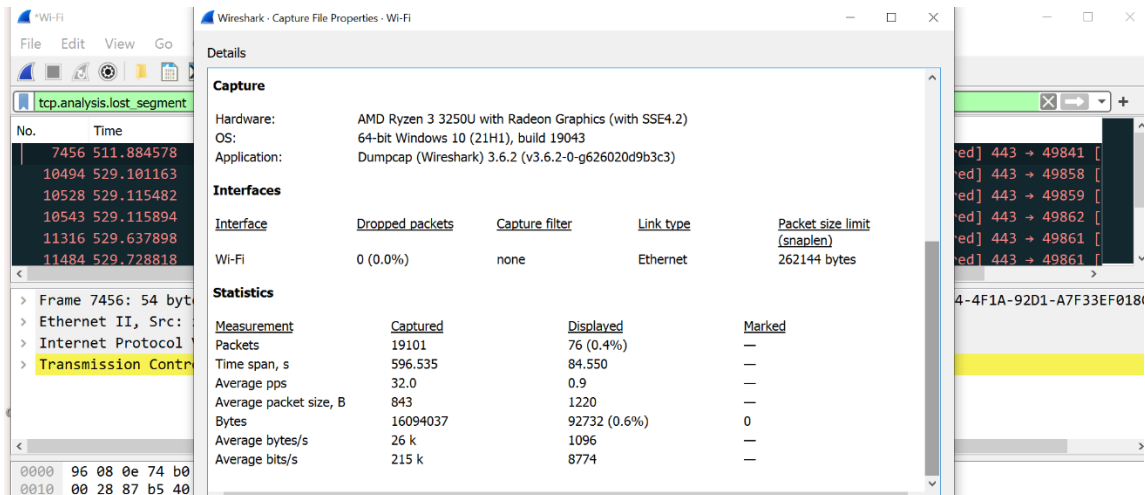 *Wi-Fi
Wireshark · Capture File Properties · Wi-Fi
File Edit View Go
Details
tcp.analysis.lost_segment
No. Time
7456 511.884578
10494 529.101163
10528 529.115482
10543 529.115894
11316 529.637898
11484 529.728818
Capture
Hardware: AMD Ryzen 3 3250U with Radeon Graphics (with SSE4.2)
OS: 64-bit Windows 10 (21H1), build 19043
Application: Dumpcap (Wireshark) 3.6.2 (v3.6.2-0-g626020d9b3c3)
Interfaces
Interface Dropped packets Capture filter Link type Packet size limit
(snaplen)
Wi-Fi 0 (0.0%) none Ethernet 262144 bytes
Statistics
Measurement Captured Displayed Marked
Packets 19101 76 (0.4%) —
Time span, s 596.535 84.550 —
Average pps 32.0 0.9 —
Average packet size, B 843 1220 —
Bytes 16094037 92732 (0.6%) 0
Average bytes/s 26 k 1096 —
Average bits/s 215 k 8774 —
ed] 443 → 49841 [
ed] 443 → 49858 [
ed] 443 → 49859 [
ed] 443 → 49862 [
ed] 443 → 49861 [
ed] 443 → 49861 [
Frame 7456: 54 byt
4-4F1A-92D1-A7F33EF018
Ethernet II, Src:
Internet Protocol
Transmission Contr
0000 96 08 0e 74 b0
0010 00 28 87 b5 40